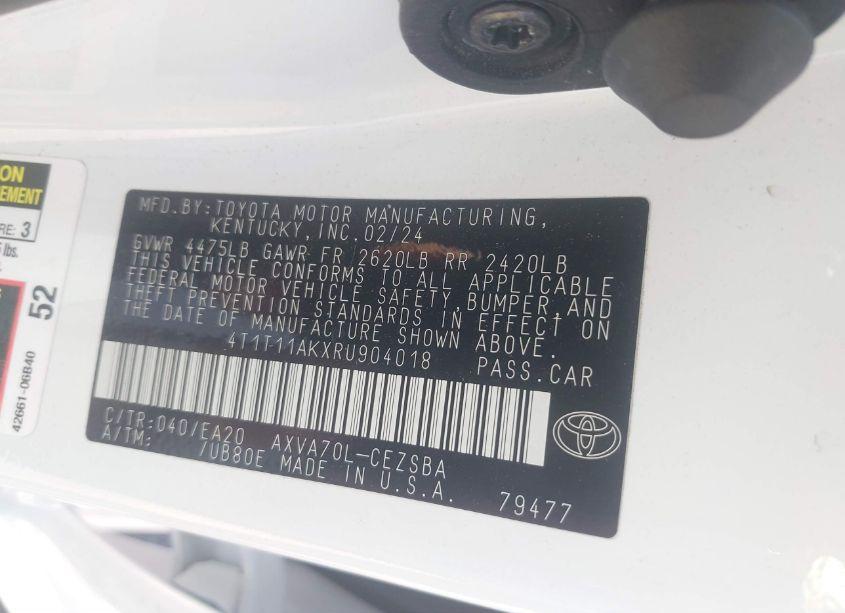 ON
EMENT
RE: 3
lbs.
52
42661-06B40
MFD.BY:TOYOTA MOTOR MANUFACTURING,
KENTUCKY,INC.02/24
GVWR 4475LB GAWR FR 2620LB RR 2420LB
THIS VEHICLE CONFORMS TO ALL APPLICABLE
FEDERAL MOTOR VEHICLE SAFETY,BUMPER,AND
THEFT PREVENTION STANDARDS IN EFFECT ON
THE DATE OF MANUFACTURE SHOWN ABOVE.
4T1T11AKXRU904018 PASS.CAR
C/TR:040/EA20 AXVA70L-CEZSBA
A/TM: /UB80E MADE IN U.S.A.
79477